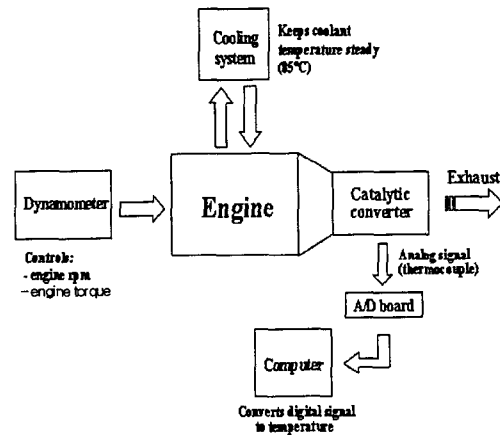 Cooling
system
Keeps coolant
temperature steady
(85°C)
Dynamometer
Engine
Catalytic
converter
Exhaust
Controls:
- engine rpm
- engine torque
Analog signal
(thermocouple)
A/D board
Computer
Converts digital signal
to temperature